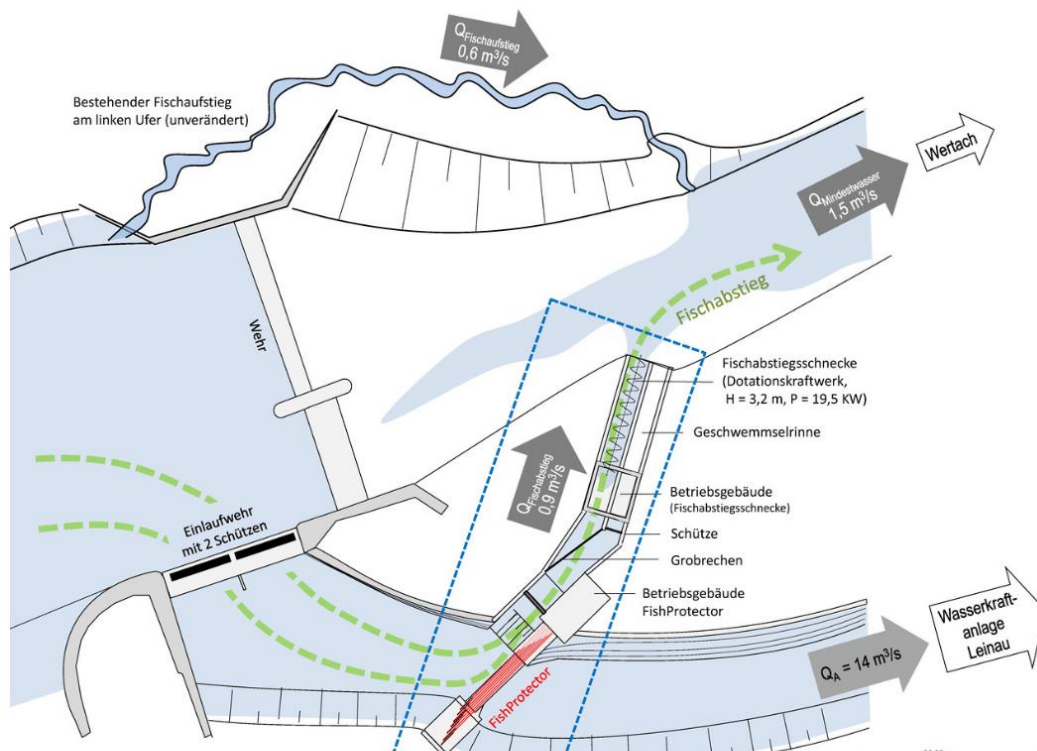 Q Fischaufstieg
0,6 m³/s
Bestehender Fischaufstieg
am linken Ufer (unverändert)
Wertach
Q Mindestwasser
1,5 m³/s
Fischabstieg
Wehr
Fischabstiegsschnecke
(Dotationskraftwerk,
H = 3,2 m, P = 19,5 KW)
Geschwemmselrinne
Q Fischabstieg
0,9 m³/s
Betriebsgebäude
(Fischabstiegsschnecke)
Einlaufwehr
mit 2 Schützen
Schütze
Grobrechen
Betriebsgebäude
FishProtector
Wasserkraft-
anlage
Leinau
Q_A = 14 m³/s
FishProtector